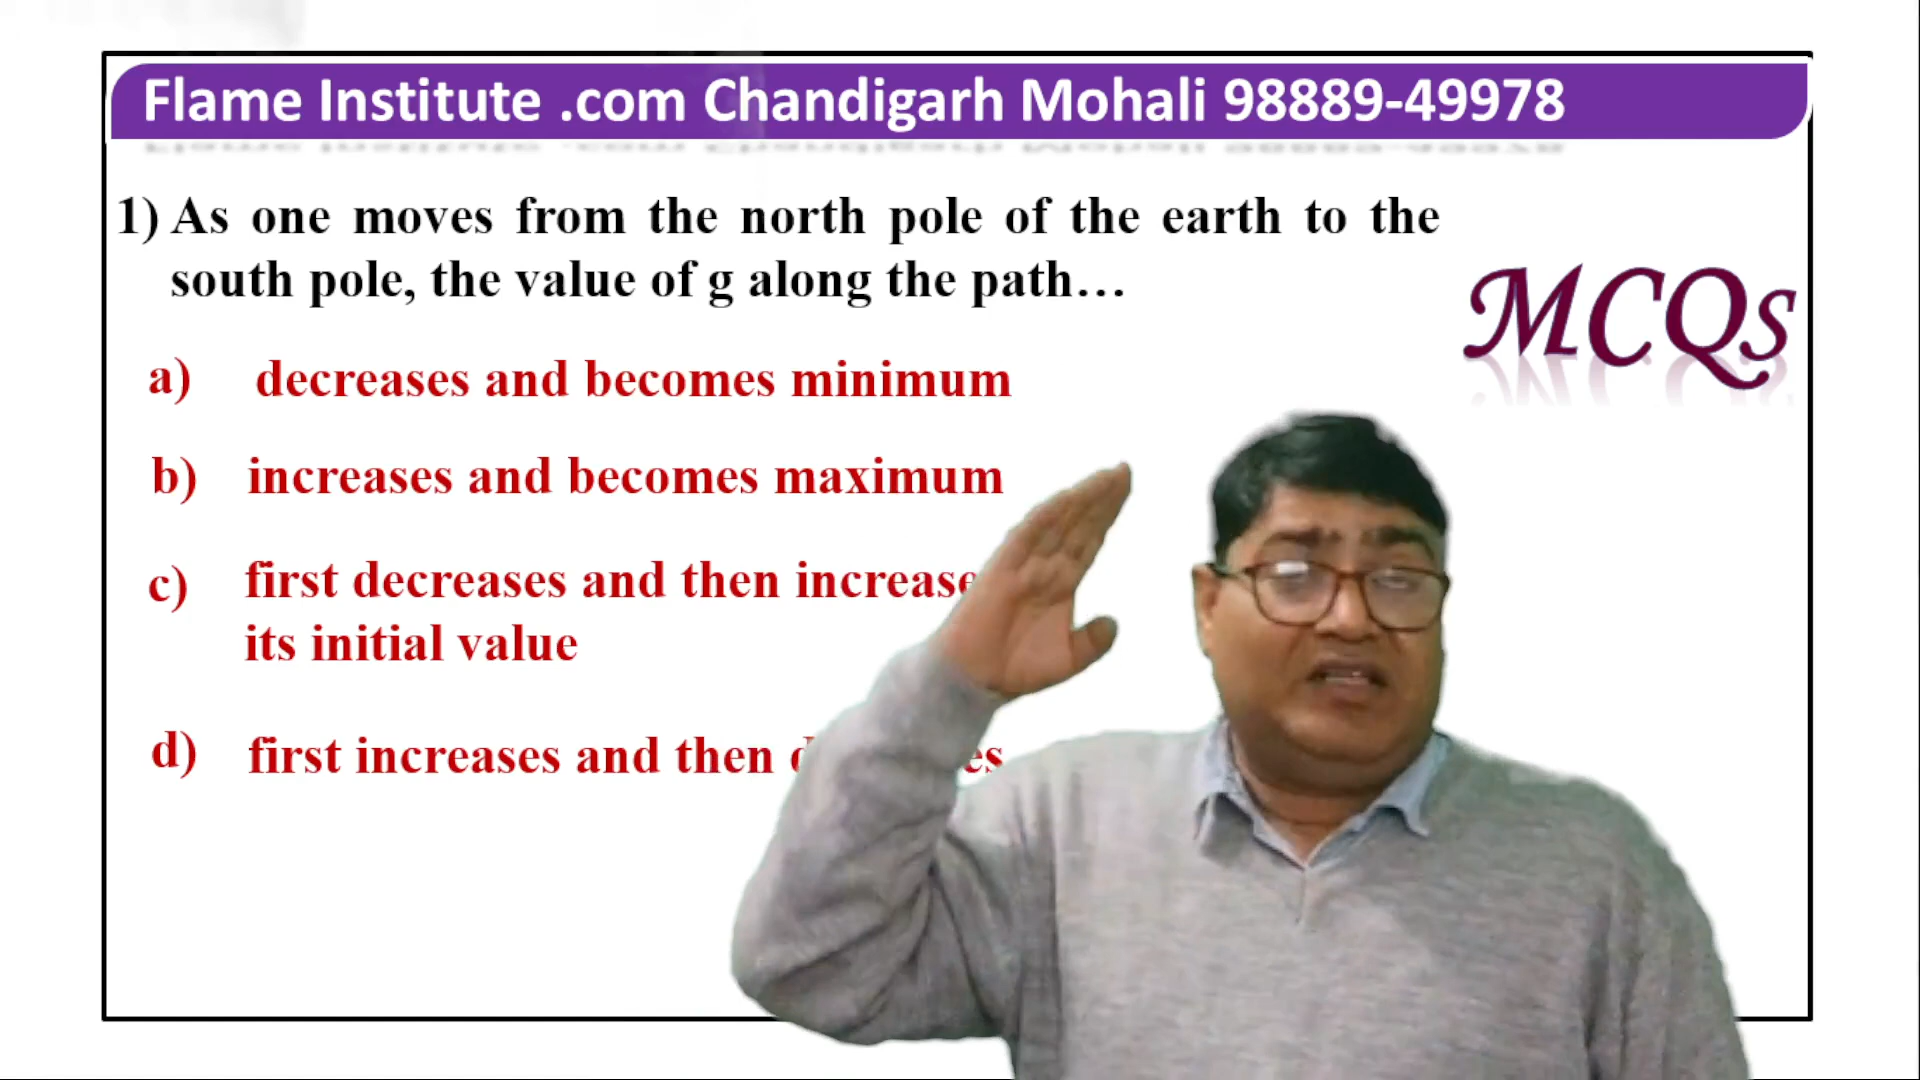 Flame Institute .com Chandigarh Mohali 98889-49978
1) As one moves from the north pole of the earth to the
south pole, the value of g along the path…
MCQs
a) decreases and becomes minimum
b) increases and becomes maximum
c) first decreases and then increase
its initial value
d) first increases and then